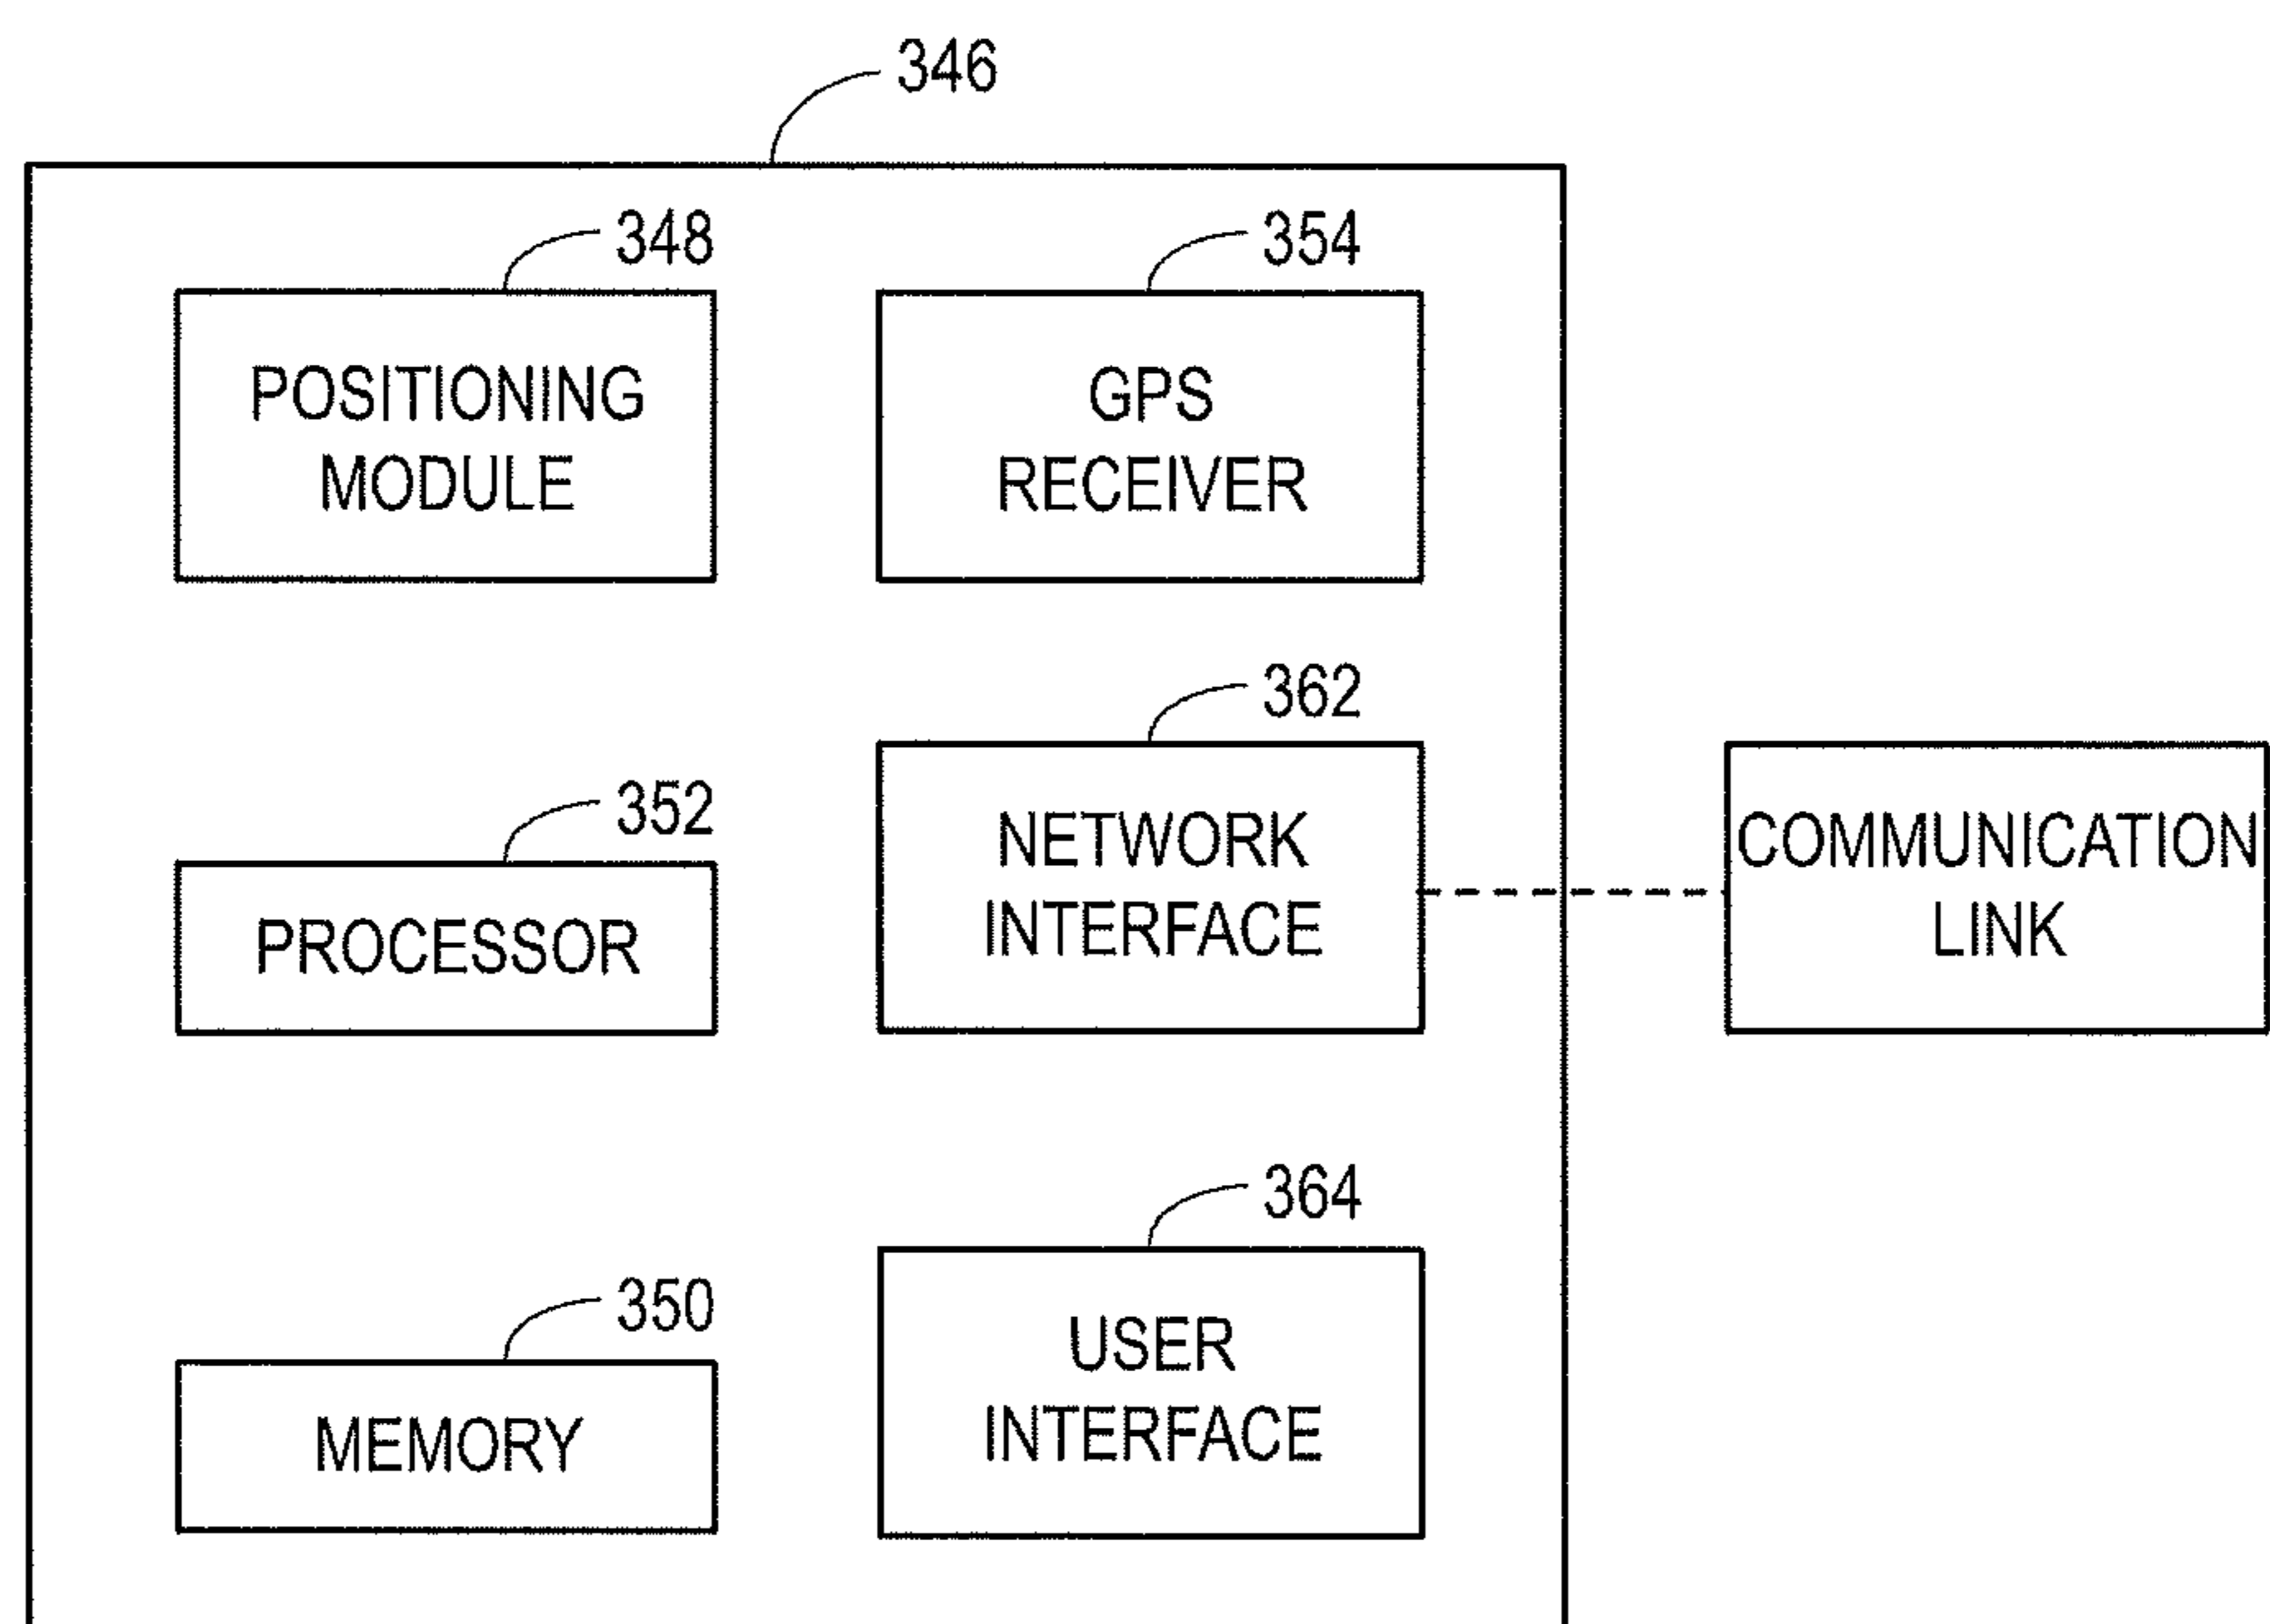 346
348
POSITIONING
MODULE
354
GPS
RECEIVER
352
PROCESSOR
362
NETWORK
INTERFACE
COMMUNICATION
LINK
350
MEMORY
364
USER
INTERFACE